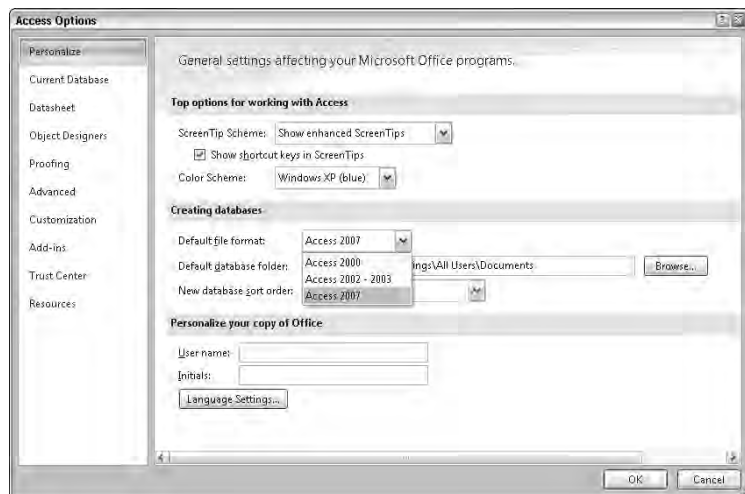 Access Options
Personalize
Current Database
Datasheet
Object Designers
Proofing
Advanced
Customization
Add-ins
Trust Center
Resources
General settings affecting your Microsoft Office programs.
Top options for working with Access
ScreenTip Scheme: Show enhanced ScreenTips
Show shortcut keys in ScreenTips
Color Scheme: Windows XP (blue)
Creating databases
Default file format: Access 2007
Access 2000
Access 2002 - 2003
Access 2007
Default database folder: ings\All Users\Documents Browse...
New database sort order:
Personalize your copy of Office
User name:
Initials:
Language Settings...
OK Cancel